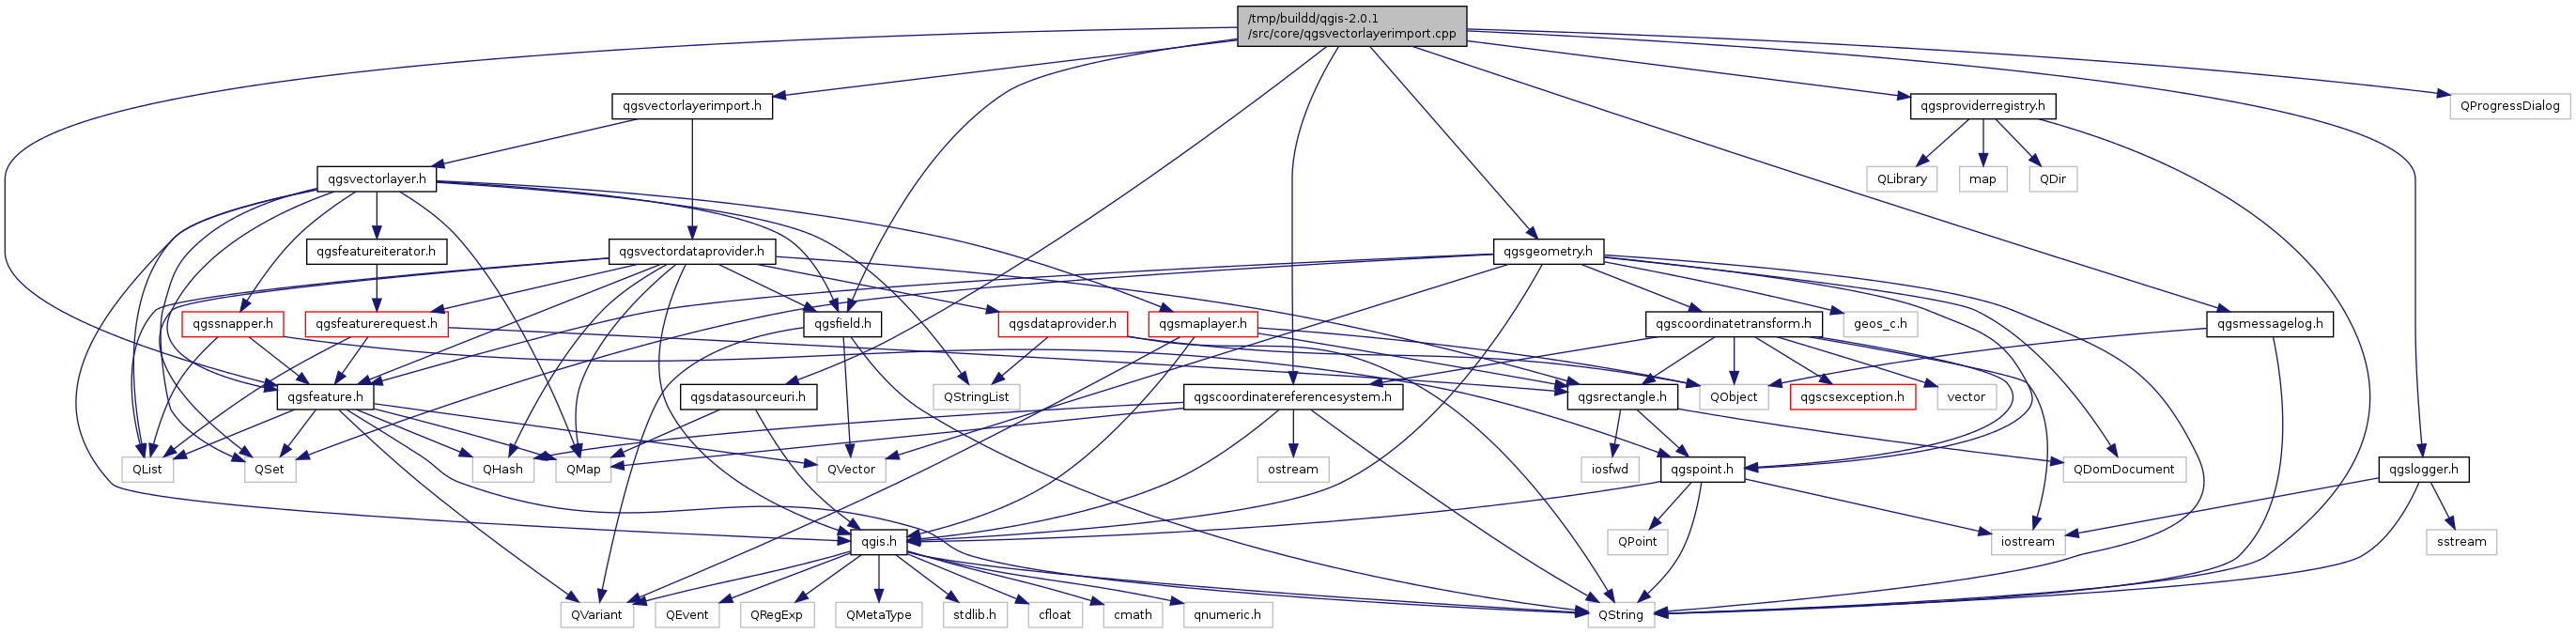 /tmp/buildd/qgis-2.0.1
/src/core/qgsvectorlayerimport.cpp
qgsvectorlayerimport.h
qgsproviderregistry.h
QProgressDialog
qgsvectorlayer.h
QLibrary
map
QDir
qgsfeatureiterator.h
qgsvectordataprovider.h
qgsgeometry.h
qgssnapper.h
qgsfeaturerequest.h
qgsfield.h
qgsdataprovider.h
qgsmaplayer.h
qgscoordinatetransform.h
geos_c.h
qgsmessagelog.h
qgsfeature.h
qgsdatasourceuri.h
QStringList
qgscoordinatereferencesystem.h
qgsrectangle.h
QObject
qgscsexception.h
vector
QList
QSet
QHash
QMap
QVector
ostream
iosfwd
qgspoint.h
QDomDocument
qgslogger.h
qgis.h
QPoint
iostream
sstream
QVariant
QEvent
QRegExp
QMetaType
stdlib.h
cfloat
cmath
qnumeric.h
QString